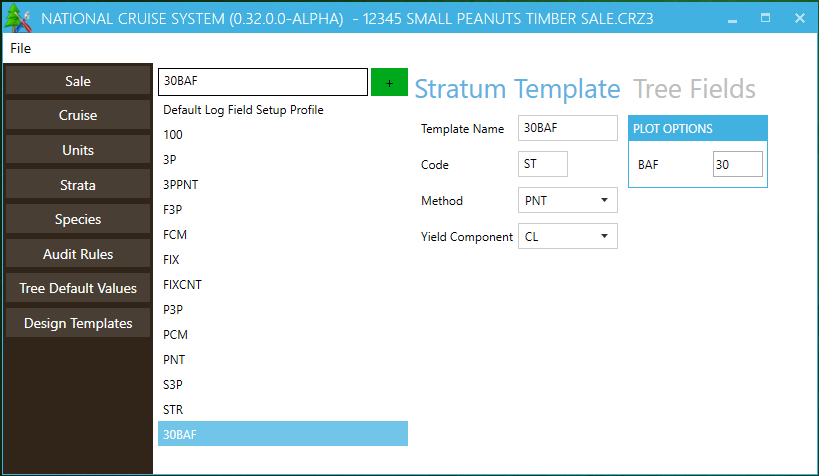 NATIONAL CRUISE SYSTEM (0.32.0.0-ALPHA) - 12345 SMALL PEANUTS TIMBER SALE.CRZ3
File
Sale
Cruise
Units
Strata
Species
Audit Rules
Tree Default Values
Design Templates
30BAF
+
Default Log Field Setup Profile
100
3P
3PPNT
F3P
FCM
FIX
FIXCNT
P3P
PCM
PNT
S3P
STR
30BAF
Stratum Template Tree Fields
Template Name 30BAF
Code ST
Method PNT
Yield Component CL
PLOT OPTIONS
BAF 30